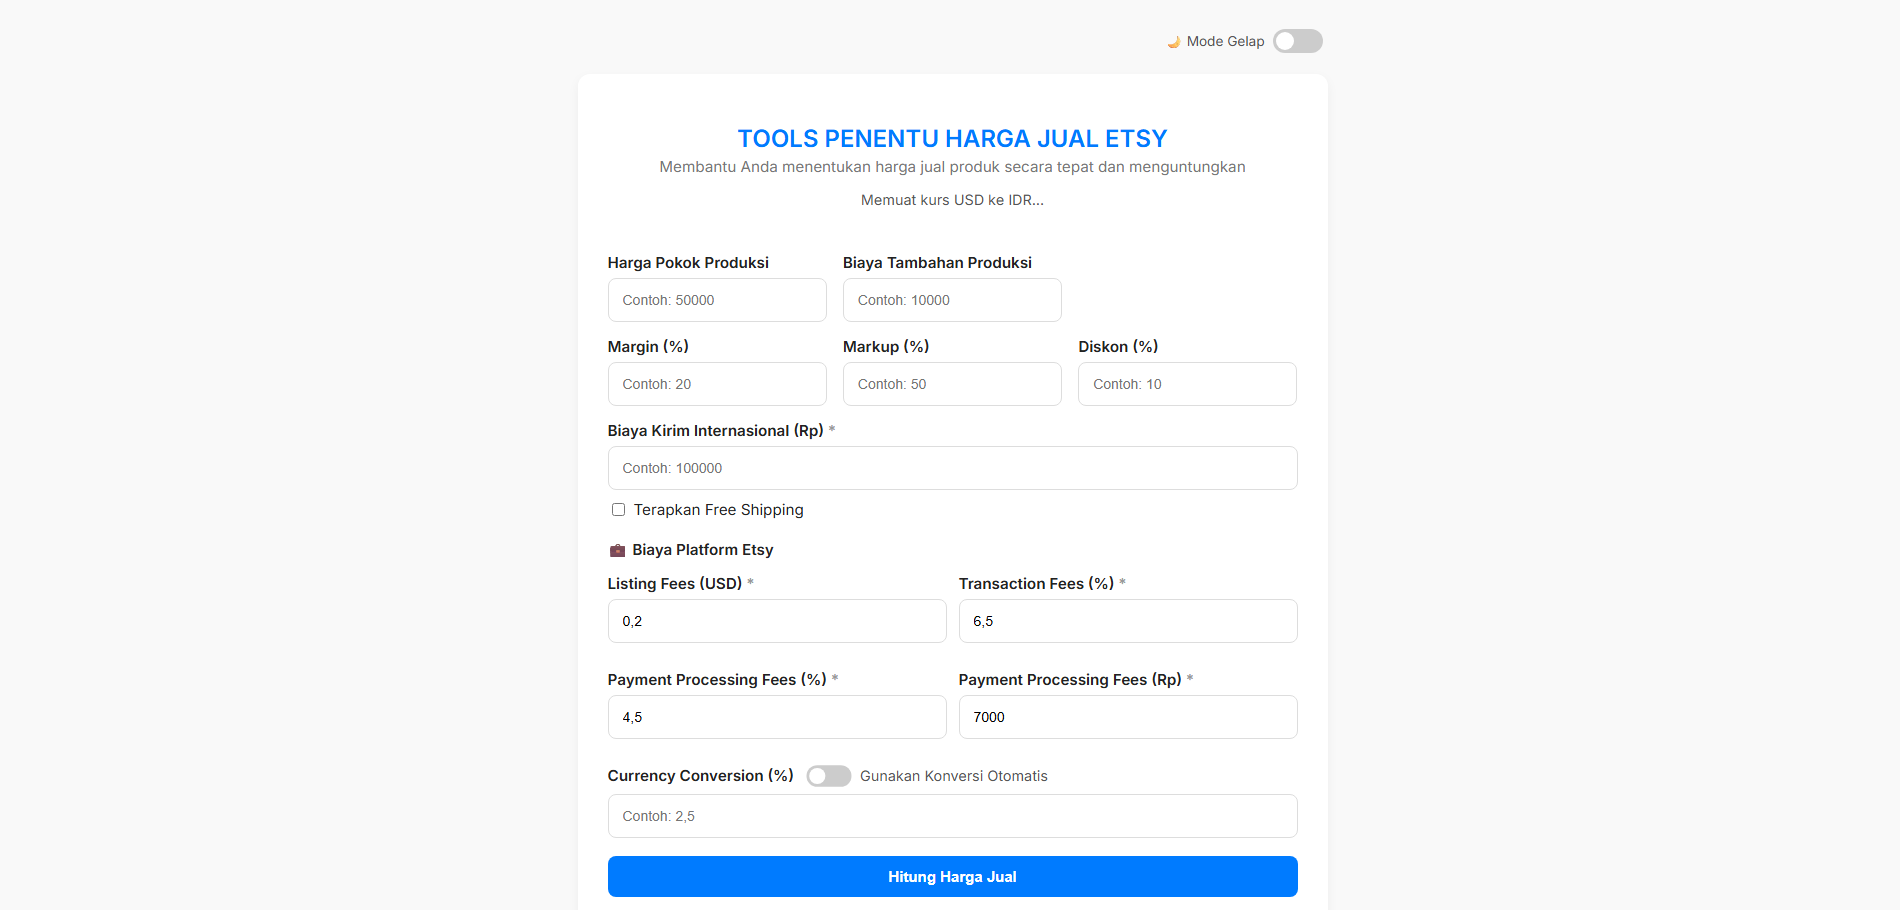 🌙 Mode Gelap
TOOLS PENENTU HARGA JUAL ETSY
Membantu Anda menentukan harga jual produk secara tepat dan menguntungkan
Memuat kurs USD ke IDR...
Harga Pokok Produksi Biaya Tambahan Produksi
Contoh: 50000 Contoh: 10000
Margin (%) Markup (%) Diskon (%)
Contoh: 20 Contoh: 50 Contoh: 10
Biaya Kirim Internasional (Rp) *
Contoh: 100000
Terapkan Free Shipping
💼 Biaya Platform Etsy
Listing Fees (USD) * Transaction Fees (%) *
0,2 6,5
Payment Processing Fees (%) * Payment Processing Fees (Rp) *
4,5 7000
Currency Conversion (%) Gunakan Konversi Otomatis
Contoh: 2,5
Hitung Harga Jual